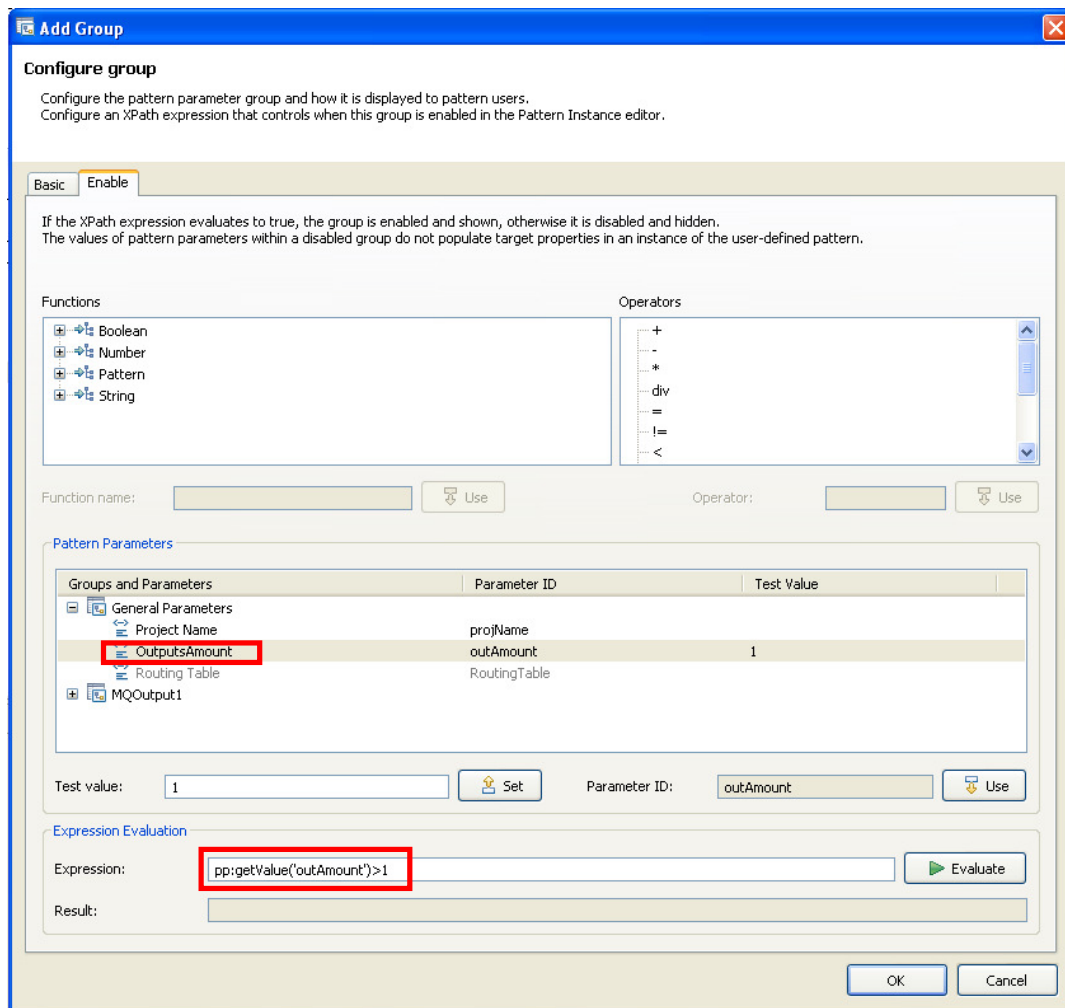 Add Group
Configure group
Configure the pattern parameter group and how it is displayed to pattern users.
Configure an XPath expression that controls when this group is enabled in the Pattern Instance editor.
Basic Enable
If the XPath expression evaluates to true, the group is enabled and shown, otherwise it is disabled and hidden.
The values of pattern parameters within a disabled group do not populate target properties in an instance of the user-defined pattern.
Functions Operators
Boolean
Number
Pattern
String
+
-
*
div
=
!=
<
Function name: Use Operator: Use
Pattern Parameters
Groups and Parameters Parameter ID Test Value
General Parameters
Project Name projName
OutputsAmount outAmount 1
Routing Table RoutingTable
MQOutput1
Test value: 1 Set Parameter ID: outAmount Use
Expression Evaluation
Expression: pp:getValue('outAmount')>1 Evaluate
Result:
OK Cancel